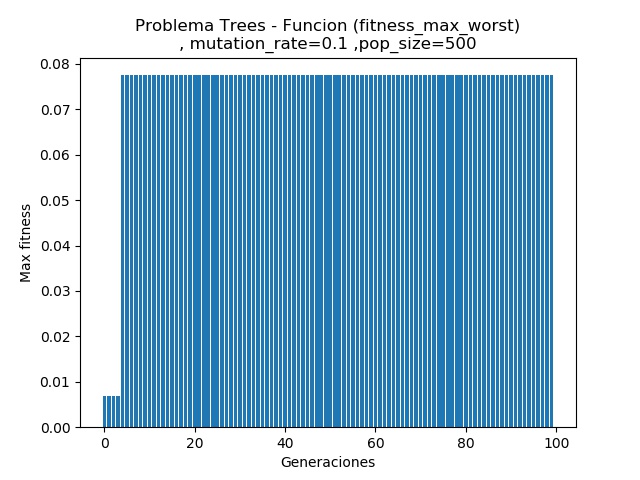 Problema Trees - Funcion (fitness_max_worst)
, mutation_rate=0.1 ,pop_size=500
0.08
0.07
0.06
0.05
0.04
0.03
0.02
0.01
0.00
Max fitness
0 20 40 60 80 100
Generaciones